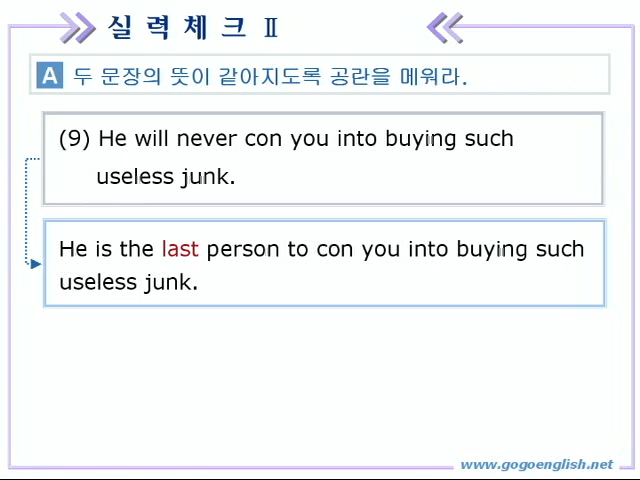 실력체크 Ⅱ
A 두 문장의 뜻이 같아지도록 공란을 메워라.
(9) He will never con you into buying such
useless junk.
He is the last person to con you into buying such
useless junk.
www.gogoenglish.net